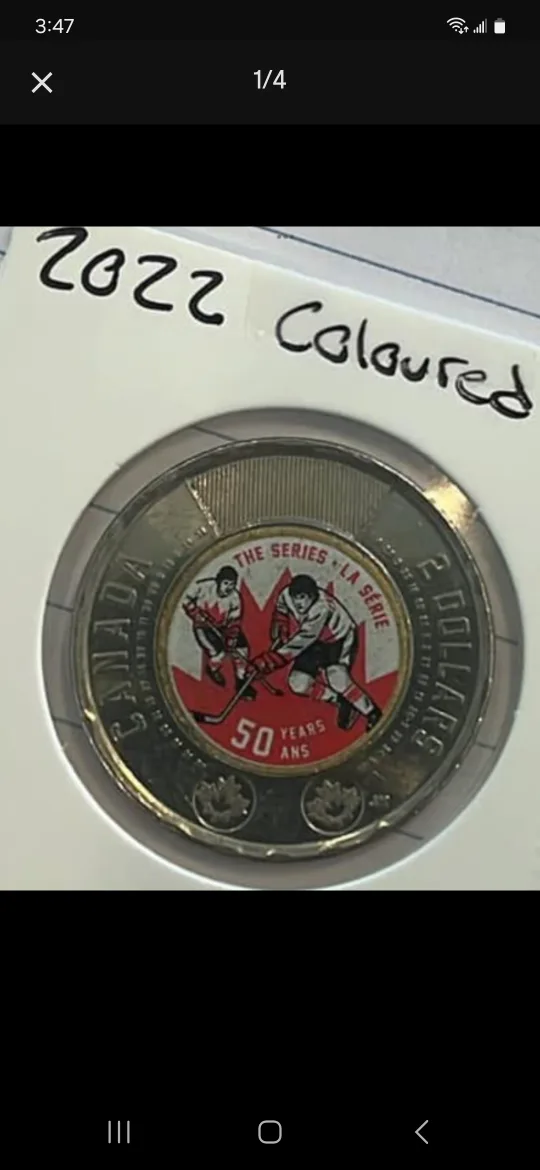 3:47
1/4
2022 Coloured
THE SERIES • LA SÉRIE
CANADA
2 DOLLARS
50 YEARS
ANS